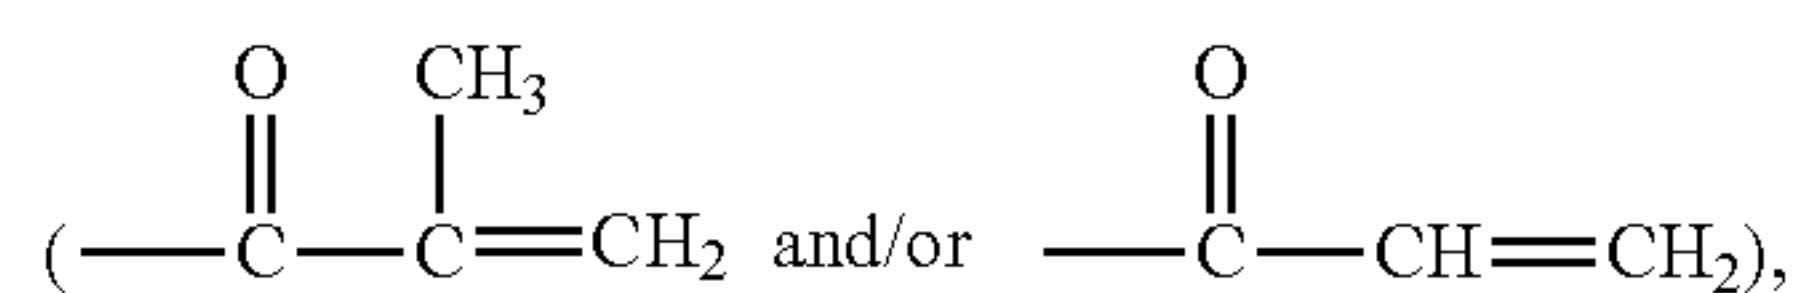 O CH3 O
( C C CH2 and/or C CH CH2),